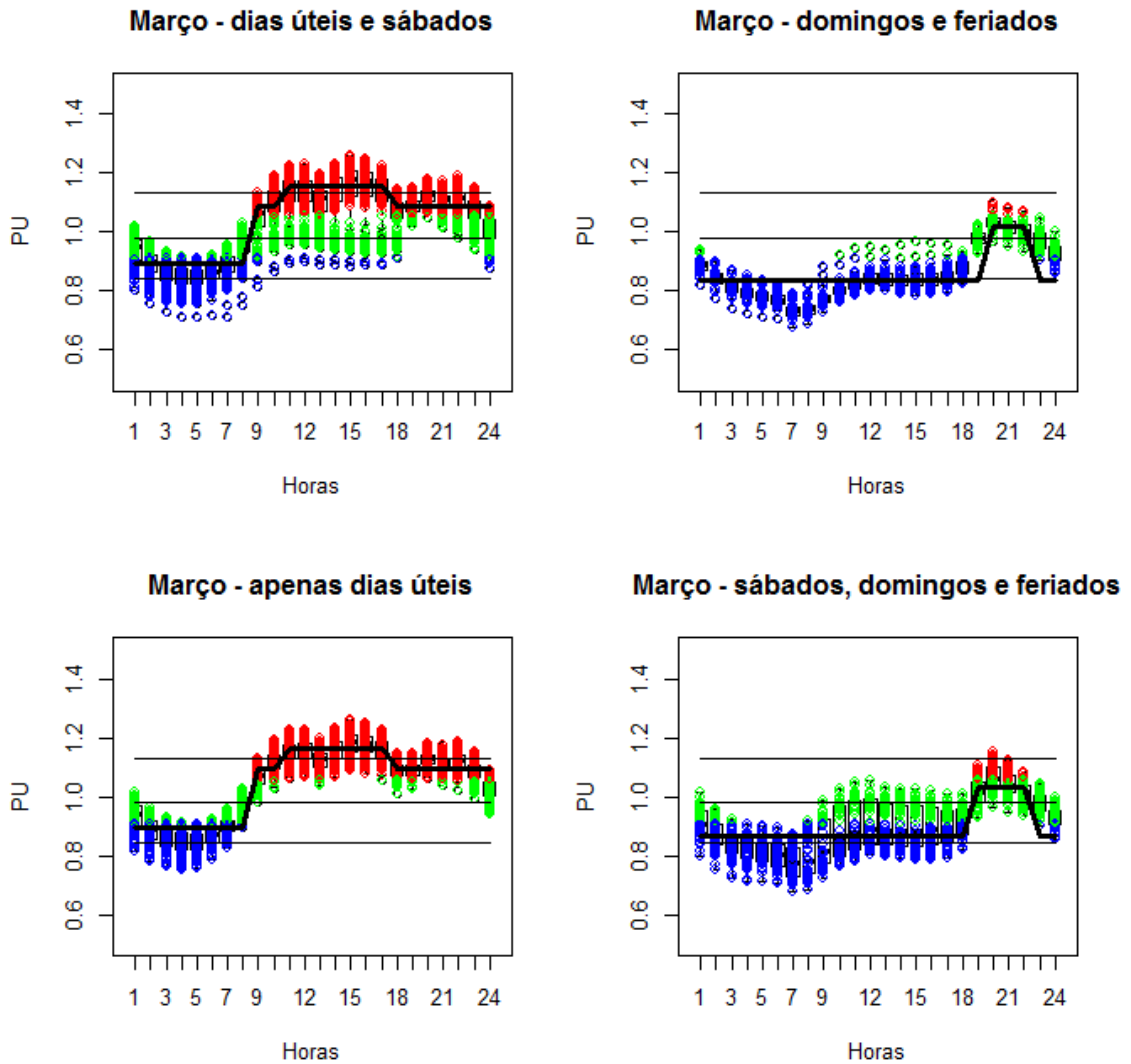 Março - dias úteis e sábados
PU
1.4
1.2
1.0
0.8
0.6
1 3 5 7 9 12 15 18 21 24
Horas
Março - domingos e feriados
PU
1.4
1.2
1.0
0.8
0.6
1 3 5 7 9 12 15 18 21 24
Horas
Março - apenas dias úteis
PU
1.4
1.2
1.0
0.8
0.6
1 3 5 7 9 12 15 18 21 24
Horas
Março - sábados, domingos e feriados
PU
1.4
1.2
1.0
0.8
0.6
1 3 5 7 9 12 15 18 21 24
Horas